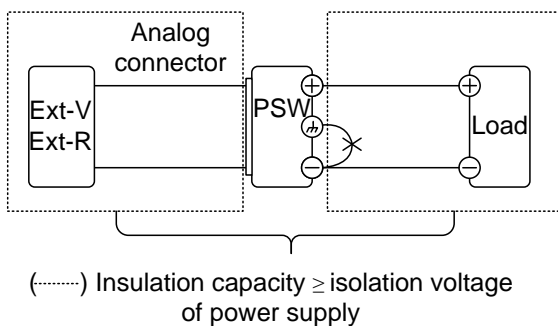 Analog
connector
Ext-V
Ext-R
PSW
Load
(········) Insulation capacity ≥ isolation voltage
of power supply